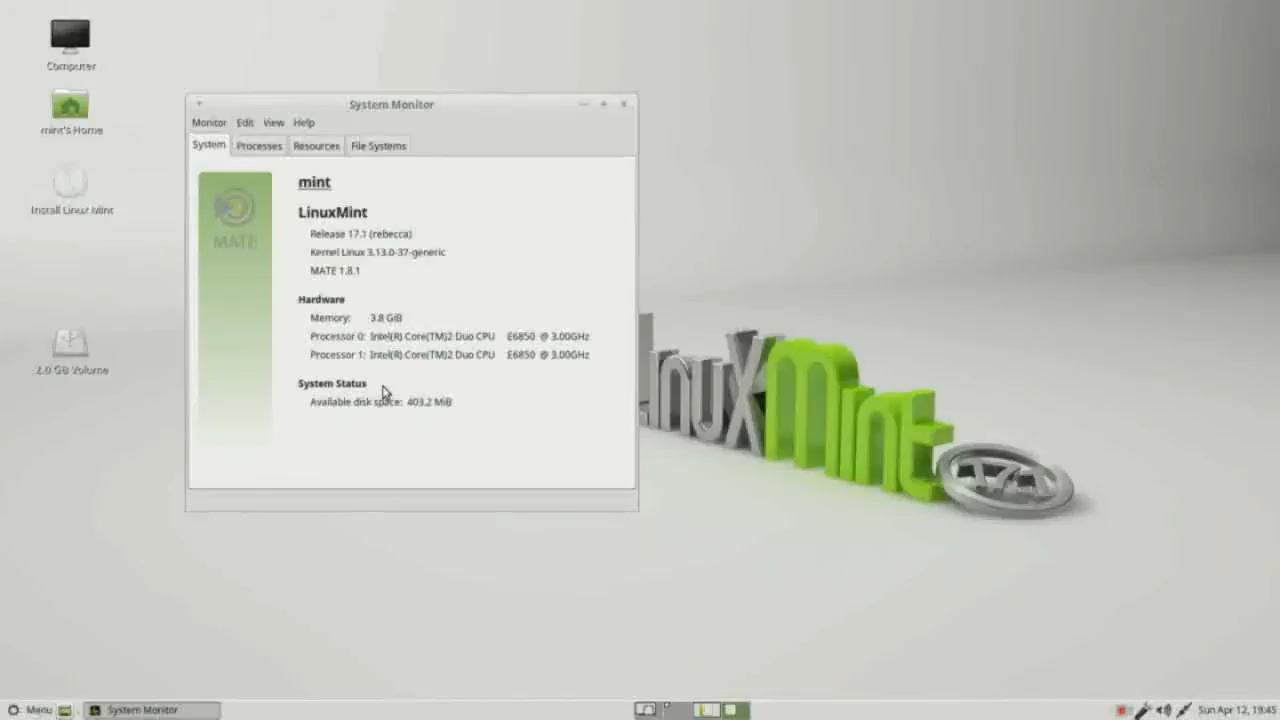 Computer
mint's Home
Install Linux Mint
2.0 GB Volume
System Monitor
Monitor Edit View Help
System Processes Resources File Systems
MATE
mint
LinuxMint
Release 17.1 (rebecca)
Kernel Linux 3.13.0-37-generic
MATE 1.8.1
Hardware
Memory: 3.8 GiB
Processor 0: Intel(R) Core(TM)2 Duo CPU E6850 @ 3.00GHz
Processor 1: Intel(R) Core(TM)2 Duo CPU E6850 @ 3.00GHz
System Status
Available disk space: 403.2 MiB
LinuxMint
17.1
Menu System Monitor Sun Apr 12, 19:45